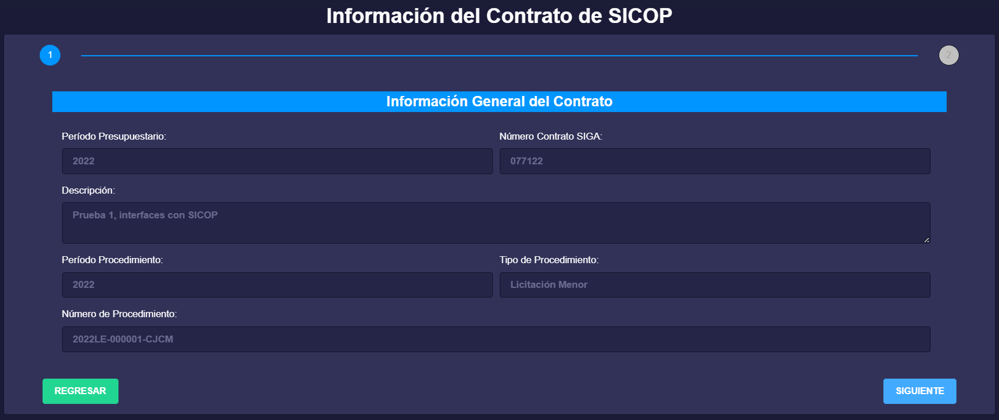 Información del Contrato de SICOP
1
2
Información General del Contrato
Período Presupuestario:
Número Contrato SIGA:
2022
077122
Descripción:
Prueba 1, interfaces con SICOP
Período Procedimiento:
Tipo de Procedimiento:
2022
Licitación Menor
Número de Procedimiento:
2022LE-000001-CJCM
REGRESAR
SIGUIENTE